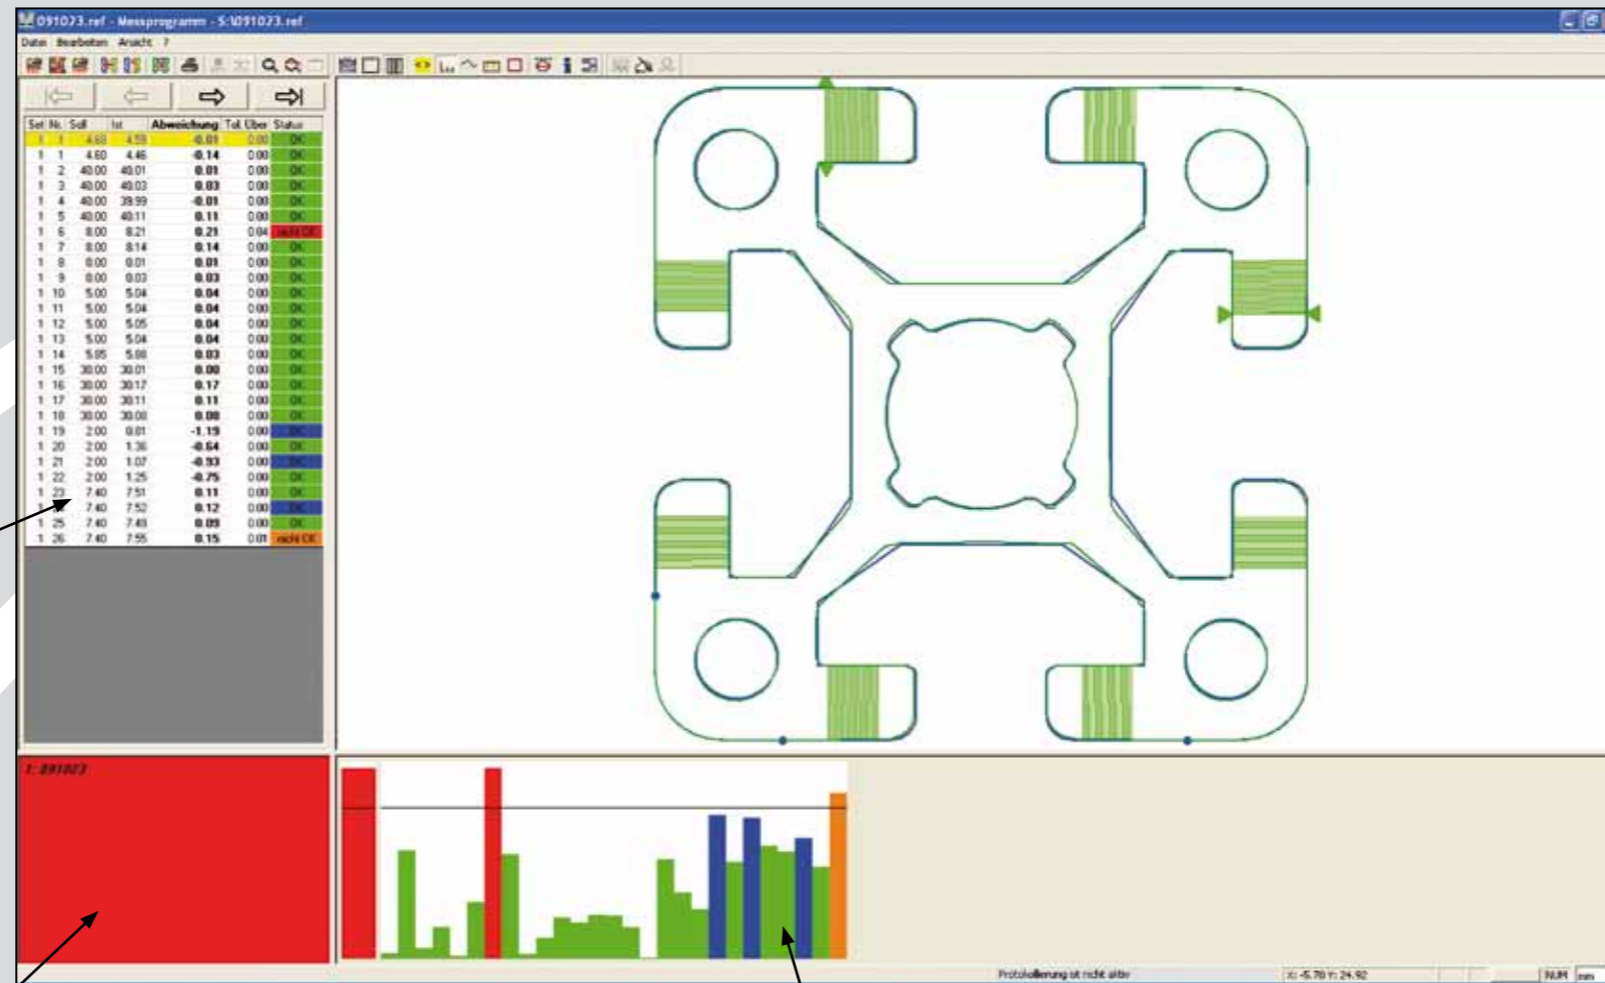 091023.ref - Messprogramm - S:\091023.ref
Datei Bearbeiten Ansicht ?
Set Nr. Soll Ist Abweichung Tol. Über Status
1 1 4.60 4.59 -0.01 0.00 OK
1 1 4.60 4.46 -0.14 0.00 OK
1 2 40.00 40.01 0.01 0.00 OK
1 3 40.00 40.03 0.03 0.00 OK
1 4 40.00 39.99 -0.01 0.00 OK
1 5 40.00 40.11 0.11 0.00 OK
1 6 8.00 8.21 0.21 0.04 nicht OK
1 7 8.00 8.14 0.14 0.00 OK
1 8 0.00 0.01 0.01 0.00 OK
1 9 0.00 0.03 0.03 0.00 OK
1 10 5.00 5.04 0.04 0.00 OK
1 11 5.00 5.04 0.04 0.00 OK
1 12 5.00 5.05 0.04 0.00 OK
1 13 5.00 5.04 0.04 0.00 OK
1 14 5.85 5.88 0.03 0.00 OK
1 15 30.00 30.01 0.00 0.00 OK
1 16 30.00 30.17 0.17 0.00 OK
1 17 30.00 30.11 0.11 0.00 OK
1 18 30.00 30.08 0.08 0.00 OK
1 19 2.00 0.81 -1.19 0.00 OK
1 20 2.00 1.36 -0.64 0.00 OK
1 21 2.00 1.07 -0.93 0.00 OK
1 22 2.00 1.25 -0.75 0.00 OK
1 23 7.40 7.51 0.11 0.00 OK
1 7.40 7.52 0.12 0.00 OK
1 25 7.40 7.49 0.09 0.00 OK
1 26 7.40 7.55 0.15 0.01 nicht OK
1: 091023
Protokollierung ist nicht aktiv X: -5.78 Y: 24.92 NUM mm